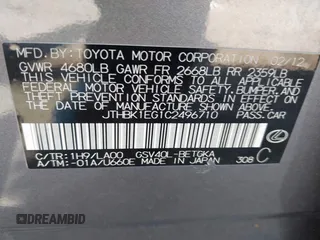 MFD. BY: TOYOTA MOTOR CORPORATION 02/12
GVWR 4680LB GAWR FR 2668LB RR 2359LB
THIS VEHICLE CONFORMS TO ALL APPLICABLE
FEDERAL MOTOR VEHICLE SAFETY, BUMPER, AND
THEFT PREVENTION STANDARDS IN EFFECT ON THE
DATE OF MANUFACTURE SHOWN ABOVE.
JTHBK1EG1C2496710 PASS.CAR
C/TR: 1H9/LA00 GSV40L-BETGKA
A/TM: -01A/U660E MADE IN JAPAN 308 C
RECORD.WINE